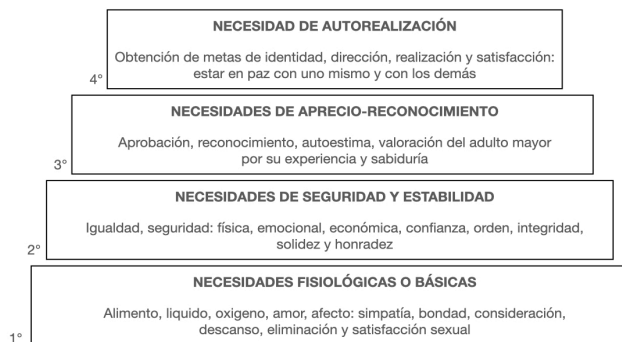 NECESIDAD DE AUTOREALIZACIÓN
Obtención de metas de identidad, dirección, realización y satisfacción:
estar en paz con uno mismo y con los demás
4°
NECESIDADES DE APRECIO-RECONOCIMIENTO
Aprobación, reconocimiento, autoestima, valoración del adulto mayor
por su experiencia y sabiduría
3°
NECESIDADES DE SEGURIDAD Y ESTABILIDAD
Igualdad, seguridad: física, emocional, económica, confianza, orden, integridad,
solidez y honradez
2°
NECESIDADES FISIOLÓGICAS O BÁSICAS
Alimento, liquido, oxigeno, amor, afecto: simpatía, bondad, consideración,
descanso, eliminación y satisfacción sexual
1°